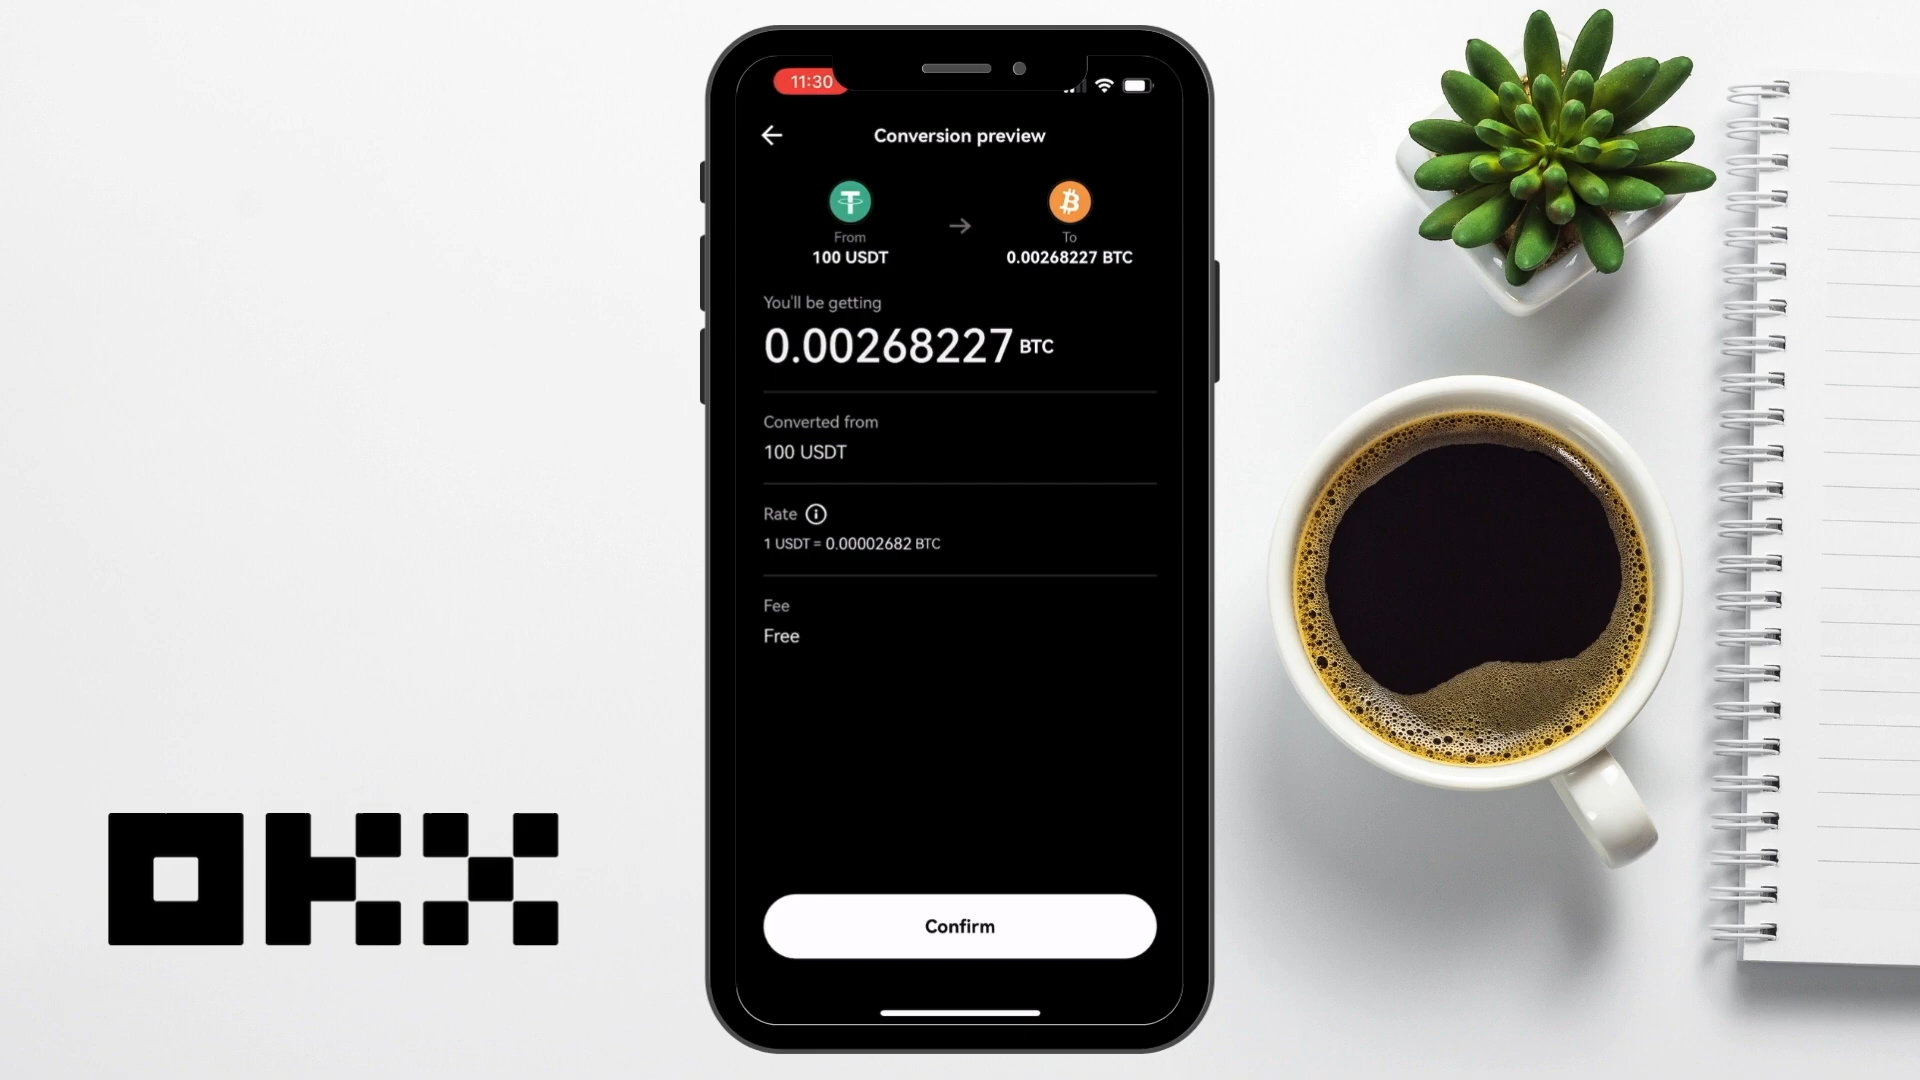 11:30
Conversion preview
From
100 USDT
To
0.00268227 BTC
You'll be getting
0.00268227 BTC
Converted from
100 USDT
Rate
1 USDT = 0.00002682 BTC
Fee
Free
Confirm
OKX